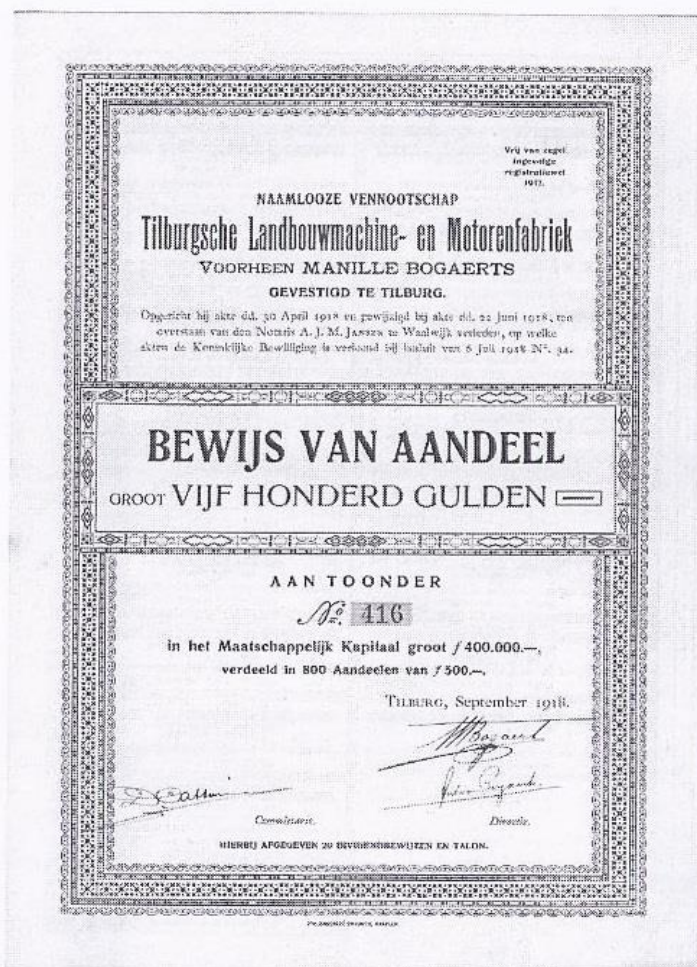 Vrij van zegel
ingevolge
registratiewet
1917.
NAAMLOOZE VENNOOTSCHAP
Tilburgsche Landbouwmachine- en Motorenfabriek
VOORHEEN MANILLE BOGAERTS
GEVESTIGD TE TILBURG.
Opgericht bij akte dd. 30 April 1918 en gewijzigd bij akte dd. 22 Juni 1918, ten
overstaan van den Notaris A. J. M. JANSEN te Waalwijk verleden, op welke
akten de Koninklijke Bewilliging is verleend bij besluit van 6 Juli 1918 Nº. 34.
BEWIJS VAN AANDEEL
GROOT VIJF HONDERD GULDEN
AAN TOONDER
Nº. 416
in het Maatschappelijk Kapitaal groot ƒ 400.000.—,
verdeeld in 800 Aandeelen van ƒ 500.—.
TILBURG, September 1918.
Commissaris.
Directie.
HIERBIJ AFGEGEVEN 20 DIVIDENDBEWIJZEN EN TALON.